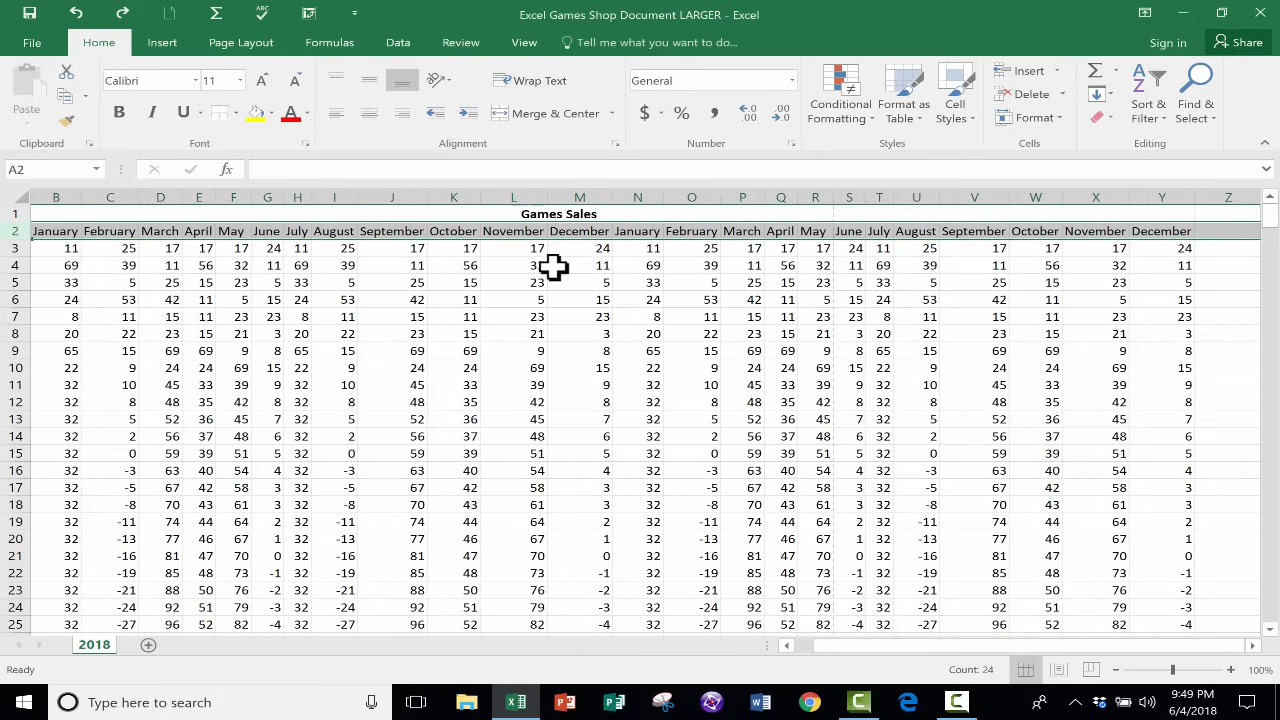 Excel Games Shop Document LARGER - Excel
File Home Insert Page Layout Formulas Data Review View Tell me what you want to do... Sign in Share
Calibri 11 Wrap Text General Insert
Paste B I U Merge & Center $ % Conditional Formatting Format as Table Cell Styles Delete Sort & Filter Find & Select
Format
Clipboard Font Alignment Number Styles Cells Editing
A2 fx
B C D E F G H I J K L M N O P Q R S T U V W X Y Z
1 Games Sales
2 January February March April May June July August September October November December January February March April May June July August September October November December
3 11 25 17 17 17 24 11 25 17 17 17 24 11 25 17 17 17 24 11 25 17 17 17 24
4 69 39 11 56 32 11 69 39 11 56 11 69 39 11 56 32 11 69 39 11 56 32 11
5 33 5 25 15 23 5 33 5 25 15 23 5 33 5 25 15 23 5 33 5 25 15 23 5
6 24 53 42 11 5 15 24 53 42 11 5 15 24 53 42 11 5 15 24 53 42 11 5 15
7 8 11 15 11 23 23 8 11 15 11 23 23 8 11 15 11 23 23 8 11 15 11 23 23
8 20 22 23 15 21 3 20 22 23 15 21 3 20 22 23 15 21 3 20 22 23 15 21 3
9 65 15 69 69 9 8 65 15 69 69 9 8 65 15 69 69 9 8 65 15 69 69 9 8
10 22 9 24 24 69 15 22 9 24 24 69 15 22 9 24 24 69 15 22 9 24 24 69 15
11 32 10 45 33 39 9 32 10 45 33 39 9 32 10 45 33 39 9 32 10 45 33 39 9
12 32 8 48 35 42 8 32 8 48 35 42 8 32 8 48 35 42 8 32 8 48 35 42 8
13 32 5 52 36 45 7 32 5 52 36 45 7 32 5 52 36 45 7 32 5 52 36 45 7
14 32 2 56 37 48 6 32 2 56 37 48 6 32 2 56 37 48 6 32 2 56 37 48 6
15 32 0 59 39 51 5 32 0 59 39 51 5 32 0 59 39 51 5 32 0 59 39 51 5
16 32 -3 63 40 54 4 32 -3 63 40 54 4 32 -3 63 40 54 4 32 -3 63 40 54 4
17 32 -5 67 42 58 3 32 -5 67 42 58 3 32 -5 67 42 58 3 32 -5 67 42 58 3
18 32 -8 70 43 61 3 32 -8 70 43 61 3 32 -8 70 43 61 3 32 -8 70 43 61 3
19 32 -11 74 44 64 2 32 -11 74 44 64 2 32 -11 74 44 64 2 32 -11 74 44 64 2
20 32 -13 77 46 67 1 32 -13 77 46 67 1 32 -13 77 46 67 1 32 -13 77 46 67 1
21 32 -16 81 47 70 0 32 -16 81 47 70 0 32 -16 81 47 70 0 32 -16 81 47 70 0
22 32 -19 85 48 73 -1 32 -19 85 48 73 -1 32 -19 85 48 73 -1 32 -19 85 48 73 -1
23 32 -21 88 50 76 -2 32 -21 88 50 76 -2 32 -21 88 50 76 -2 32 -21 88 50 76 -2
24 32 -24 92 51 79 -3 32 -24 92 51 79 -3 32 -24 92 51 79 -3 32 -24 92 51 79 -3
25 32 -27 96 52 82 -4 32 -27 96 52 82 -4 32 -27 96 52 82 -4 32 -27 96 52 82 -4
2018
Ready Count: 24 100%
Type here to search 9:49 PM
6/4/2018